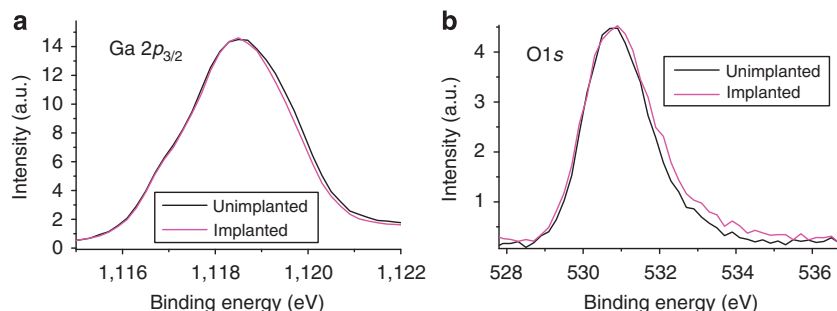 a
Ga 2p3/2
Intensity (a.u.)
16
14
12
10
8
6
4
2
0
Unimplanted
Implanted
1,116
1,118
1,120
1,122
Binding energy (eV)
b
O1s
Intensity (a.u.)
4
3
2
1
Unimplanted
Implanted
528
530
532
534
536
Binding energy (eV)